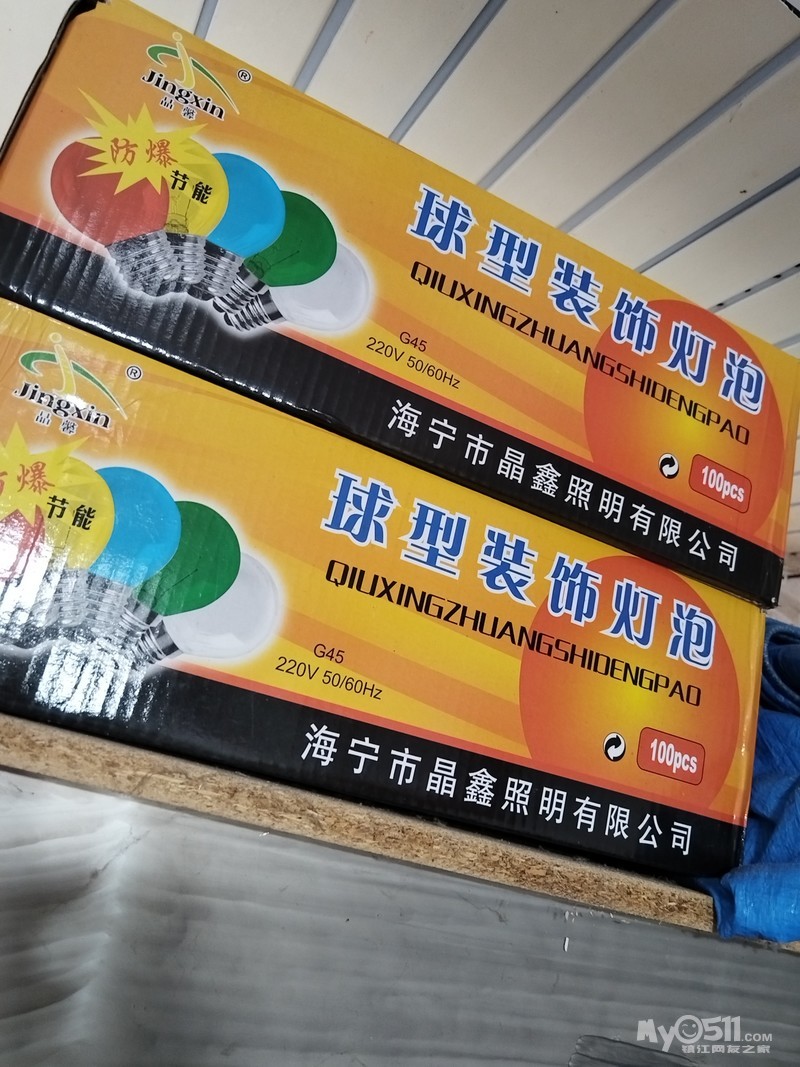 Jingxin ®
晶馨
防爆
节能
球型装饰灯泡
QIUXINGZHUANGSHIDENGPAO
G45
220V 50/60Hz
100pcs
海宁市晶鑫照明有限公司
Jingxin ®
晶馨
防爆
节能
球型装饰灯泡
QIUXINGZHUANGSHIDENGPAO
G45
220V 50/60Hz
100pcs
海宁市晶鑫照明有限公司
My0511.COM
镇江网友之家